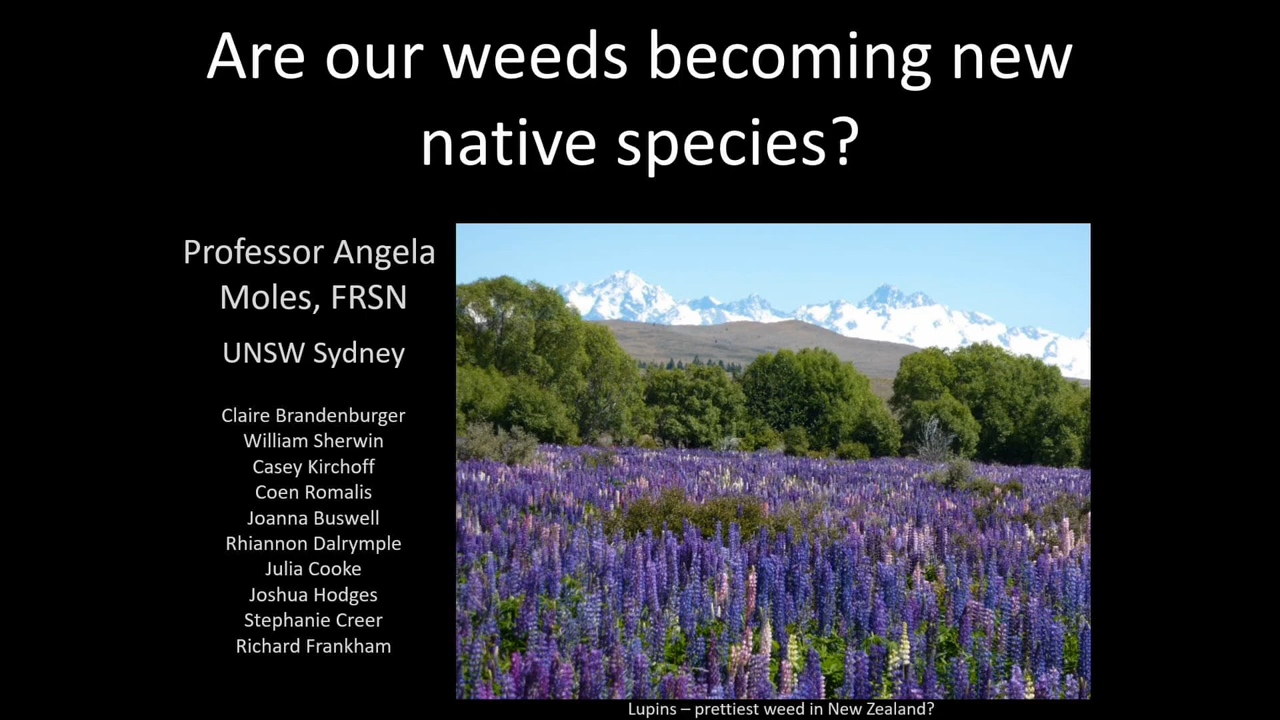 Are our weeds becoming new
native species?
Professor Angela
Moles, FRSN
UNSW Sydney
Claire Brandenburger
William Sherwin
Casey Kirchoff
Coen Romalis
Joanna Buswell
Rhiannon Dalrymple
Julia Cooke
Joshua Hodges
Stephanie Creer
Richard Frankham
Lupins – prettiest weed in New Zealand?